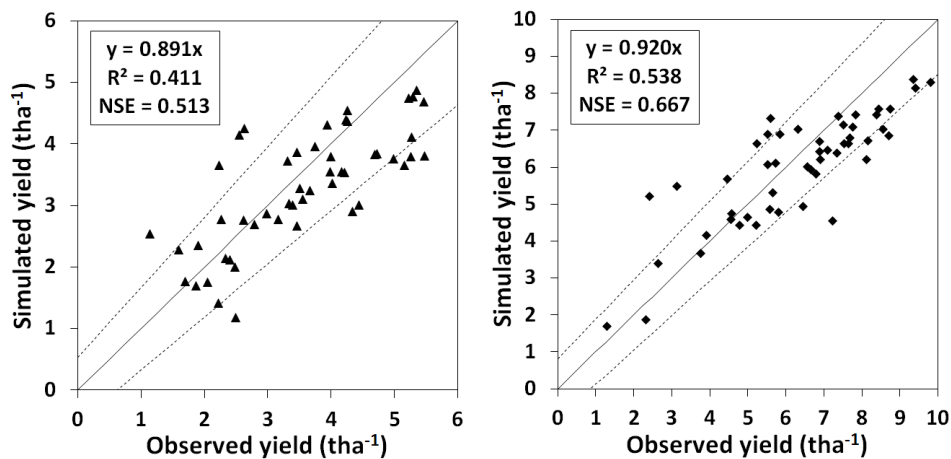 y = 0.891x
R² = 0.411
NSE = 0.513
Simulated yield (tha⁻¹)
6
5
4
3
2
1
0
0 1 2 3 4 5 6
Observed yield (tha⁻¹)
y = 0.920x
R² = 0.538
NSE = 0.667
Simulated yield (tha⁻¹)
10
9
8
7
6
5
4
3
2
1
0
0 1 2 3 4 5 6 7 8 9 10
Observed yield (tha⁻¹)